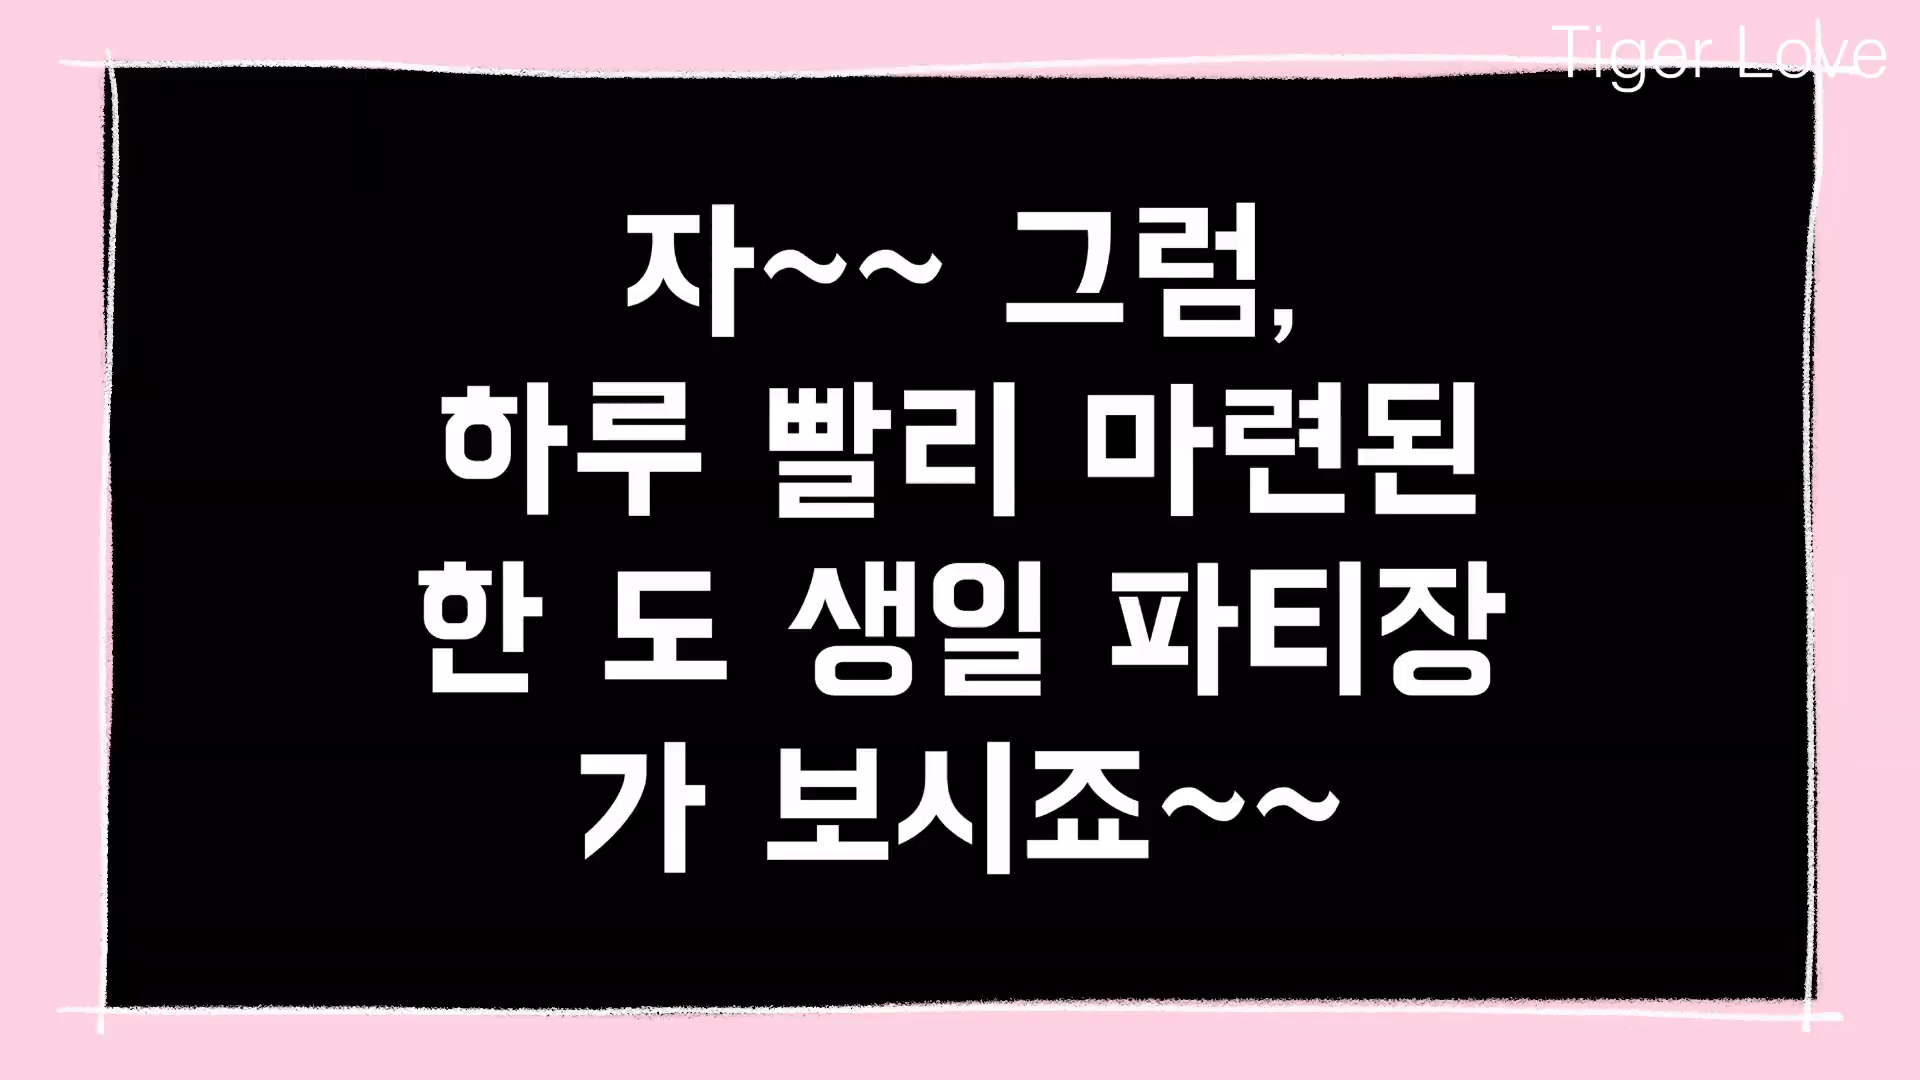 Tigor Love
자~~ 그럼,
하루 빨리 마련된
한 도 생일 파티장
가 보시죠~~